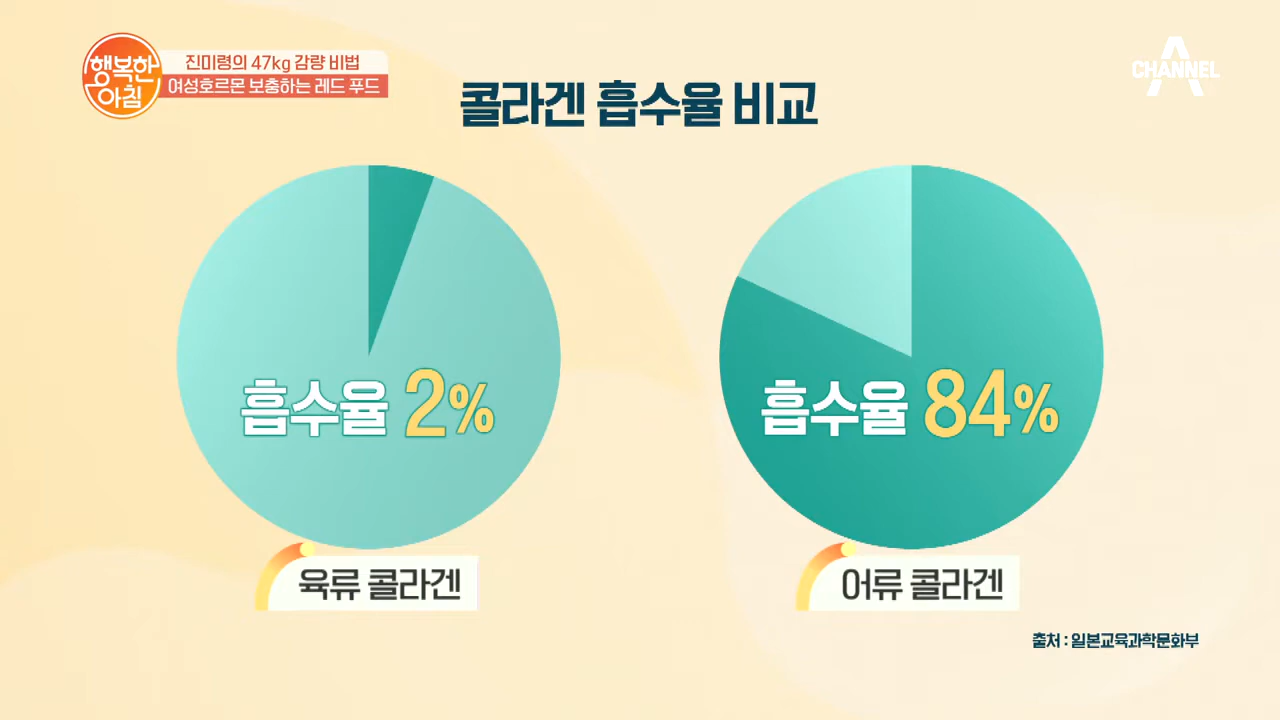 행복한
아침
진미령의 47kg 감량 비법
여성호르몬 보충하는 레드 푸드
CHANNEL A
콜라겐 흡수율 비교
흡수율 2%
흡수율 84%
육류 콜라겐
어류 콜라겐
출처 : 일본교육과학문화부